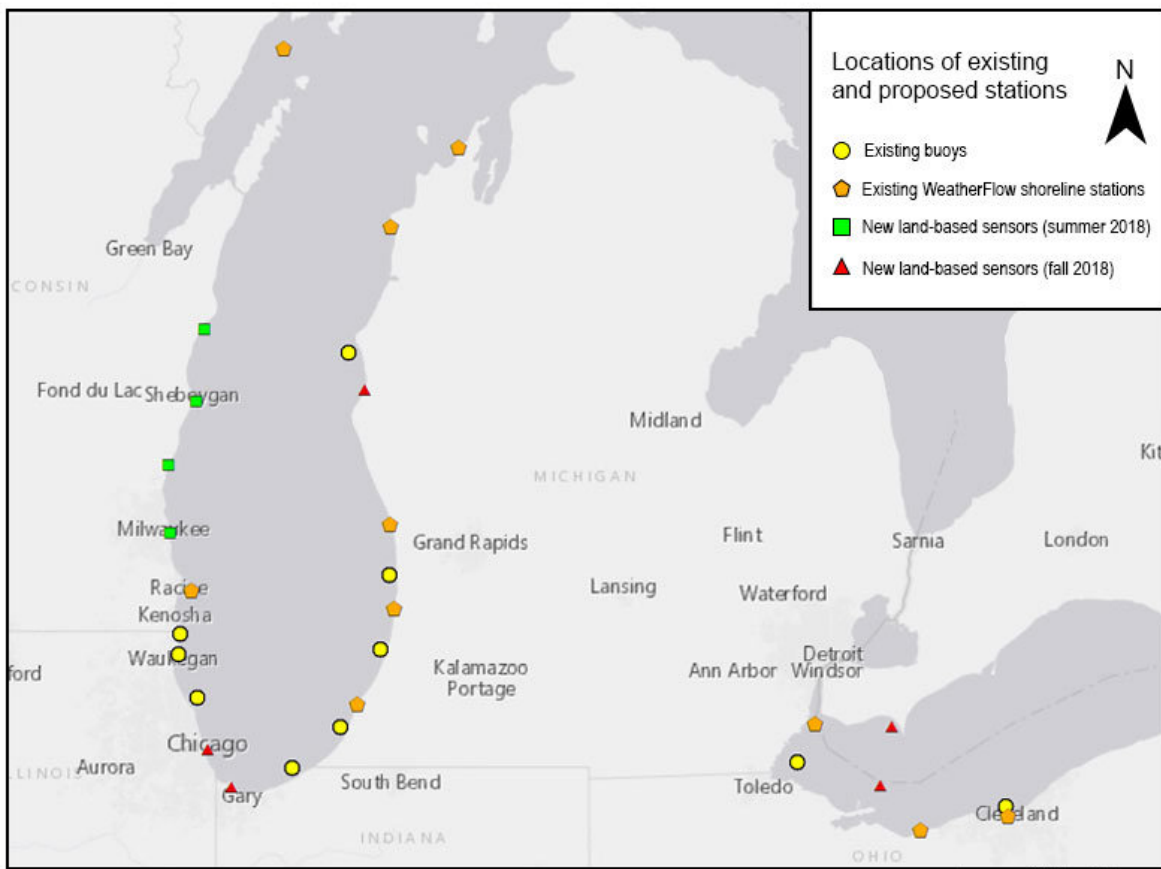 Locations of existing
and proposed stations
N
Existing buoys
Existing WeatherFlow shoreline stations
New land-based sensors (summer 2018)
New land-based sensors (fall 2018)
Green Bay
CONSIN
Fond du Lac
Sheboygan
Midland
MICHIGAN
Kit
Milwaukee
Grand Rapids
Flint
Sarnia
London
Racine
Lansing
Waterford
Kenosha
Waukegan
Detroit
ford
Kalamazoo
Ann Arbor
Windsor
Portage
Chicago
Aurora
LLINOIS
South Bend
Toledo
Gary
Cleveland
INDIANA
OHIO